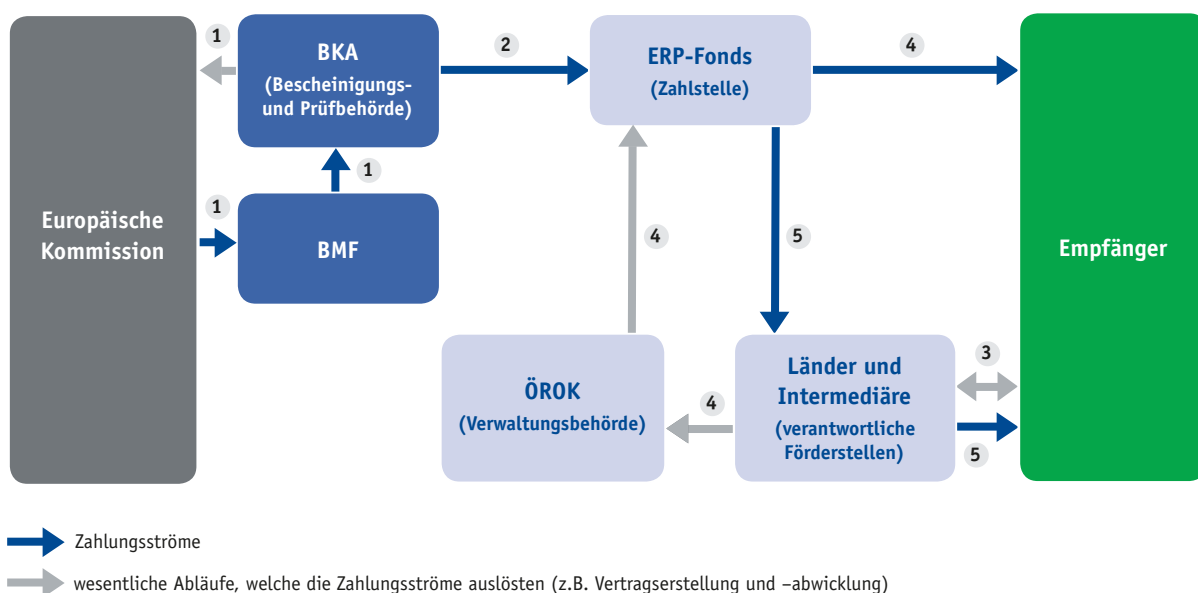 1
BKA
(Bescheinigungs-
und Prüfbehörde)
2
ERP-Fonds
(Zahlstelle)
4
1
1
BMF
Europäische
Kommission
4
5
Empfänger
ÖROK
(Verwaltungsbehörde)
4
Länder und
Intermediäre
(verantwortliche
Förderstellen)
3
5
Zahlungsströme
wesentliche Abläufe, welche die Zahlungsströme auslösten (z.B. Vertragserstellung und –abwicklung)